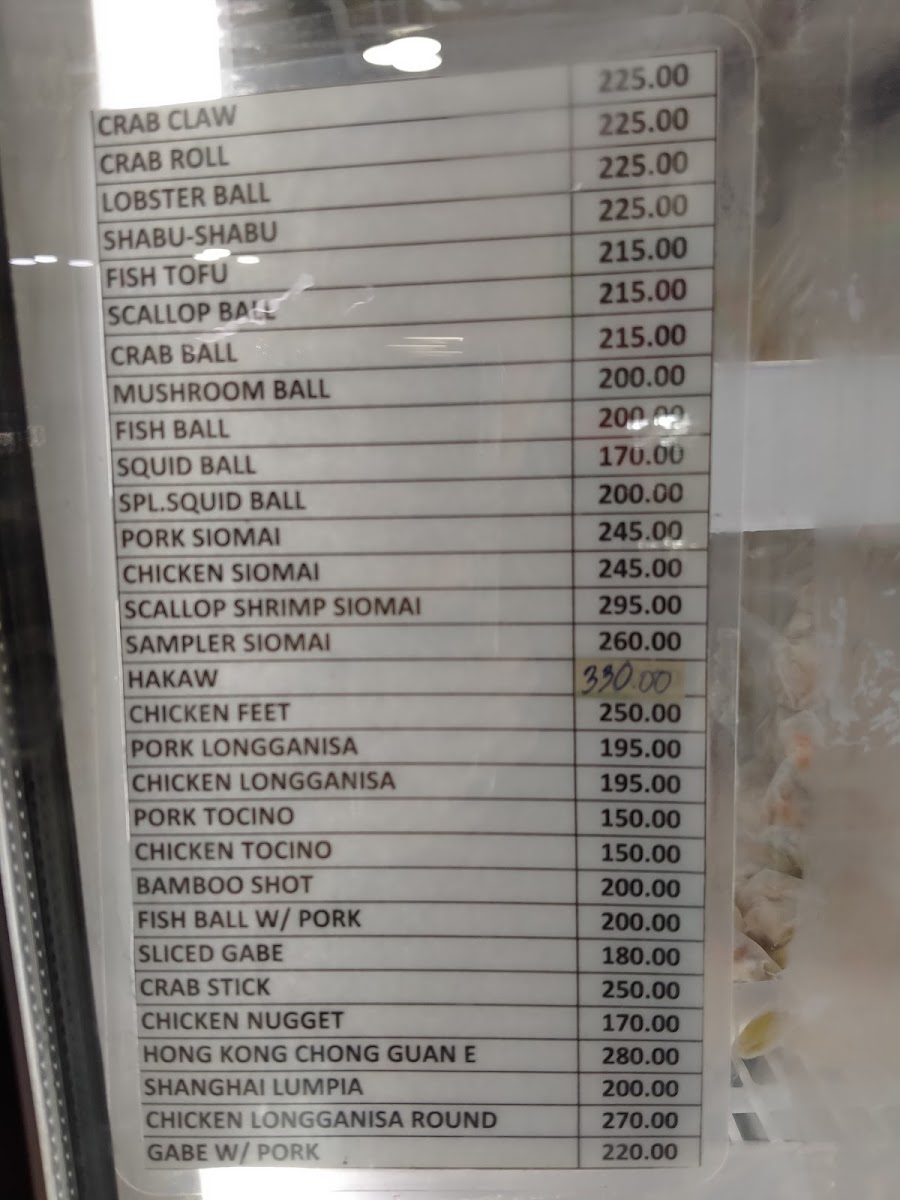 CRAB CLAW 225.00
CRAB ROLL 225.00
LOBSTER BALL 225.00
SHABU-SHABU 225.00
FISH TOFU 215.00
SCALLOP BALL 215.00
CRAB BALL 215.00
MUSHROOM BALL 200.00
FISH BALL 200.00
SQUID BALL 170.00
SPL.SQUID BALL 200.00
PORK SIOMAI 245.00
CHICKEN SIOMAI 245.00
SCALLOP SHRIMP SIOMAI 295.00
SAMPLER SIOMAI 260.00
HAKAW 330.00
CHICKEN FEET 250.00
PORK LONGGANISA 195.00
CHICKEN LONGGANISA 195.00
PORK TOCINO 150.00
CHICKEN TOCINO 150.00
BAMBOO SHOT 200.00
FISH BALL W/ PORK 200.00
SLICED GABE 180.00
CRAB STICK 250.00
CHICKEN NUGGET 170.00
HONG KONG CHONG GUAN E 280.00
SHANGHAI LUMPIA 200.00
CHICKEN LONGGANISA ROUND 270.00
GABE W/ PORK 220.00